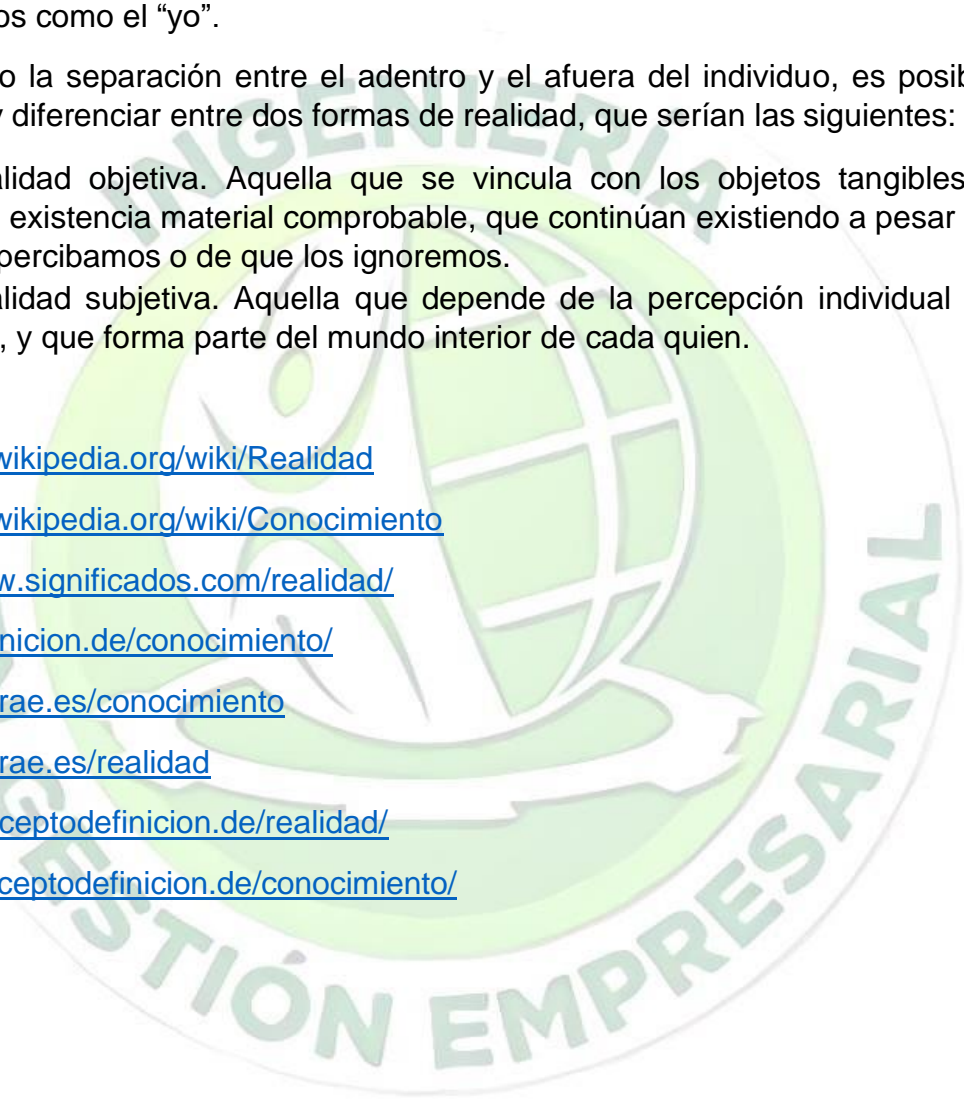 os como el “yo”.
o la separación entre el adentro y el afuera del individuo, es posib
y diferenciar entre dos formas de realidad, que serían las siguientes:
alidad objetiva. Aquella que se vincula con los objetos tangibles
existencia material comprobable, que continúan existiendo a pesar
percibamos o de que los ignoremos.
alidad subjetiva. Aquella que depende de la percepción individual
, y que forma parte del mundo interior de cada quien.
wikipedia.org/wiki/Realidad
wikipedia.org/wiki/Conocimiento
w.significados.com/realidad/
nicion.de/conocimiento/
rae.es/conocimiento
rae.es/realidad
ceptodefinicion.de/realidad/
ceptodefinicion.de/conocimiento/
INGENIERIA
GESTIÓN EMPRESARIAL